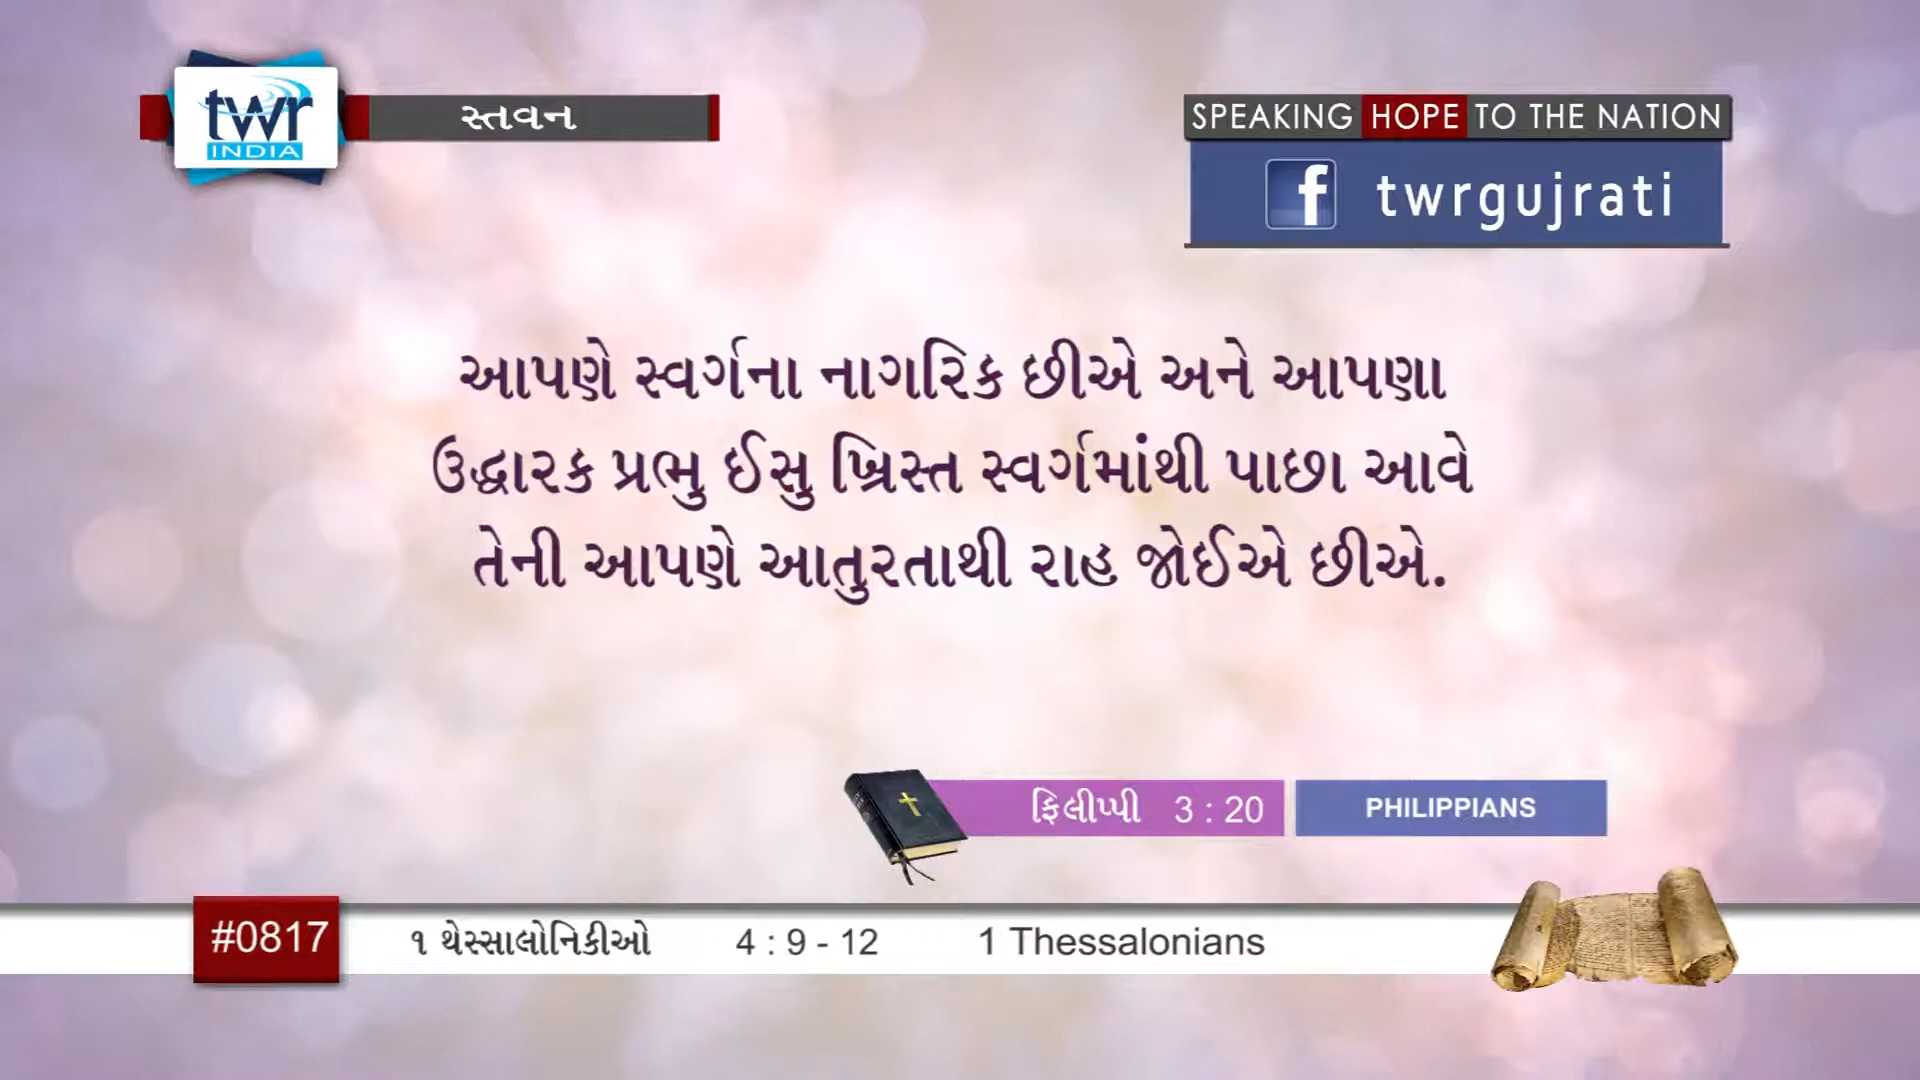 twr
INDIA
સ્તવન
SPEAKING HOPE TO THE NATION
f twrgujrati
આપણે સ્વર્ગના નાગરિક છીએ અને આપણા
ઉદ્ધારક પ્રભુ ઈસુ ખ્રિસ્ત સ્વર્ગમાંથી પાછા આવે
તેની આપણે આતુરતાથી રાહ જોઈએ છીએ.
ફિલીપ્પી 3 : 20 PHILIPPIANS
#0817 ૧ થેસ્સાલોનિકીઓ 4 : 9 - 12 1 Thessalonians